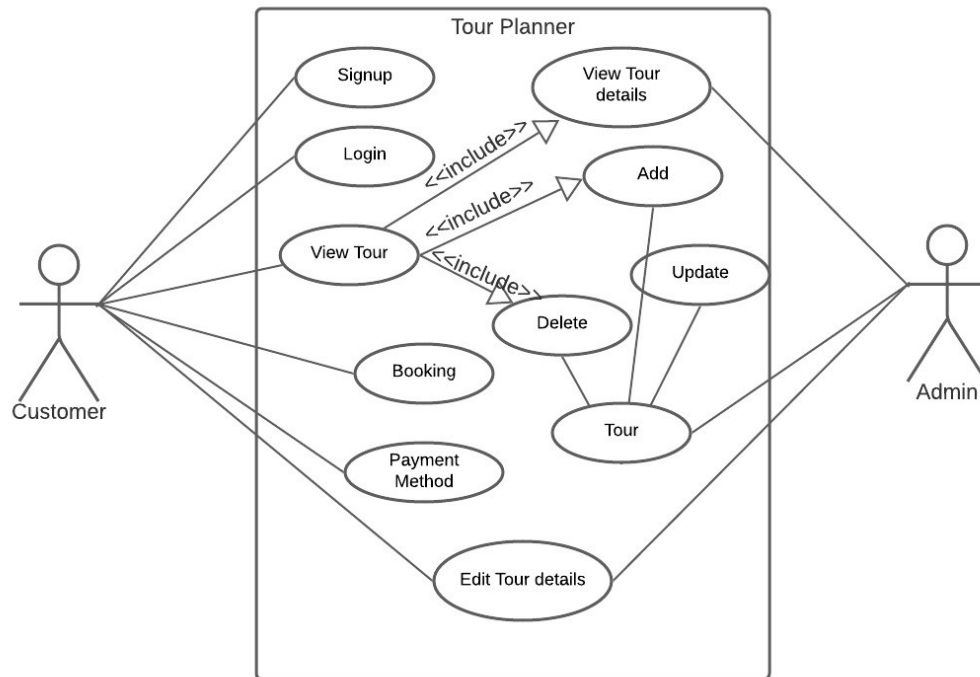 Tour Planner
Signup
View Tour
details
Login
<<include>>
Add
<<include>>
View Tour
<<include>>
Update
Delete
Booking
Customer
Admin
Tour
Payment
Method
Edit Tour details